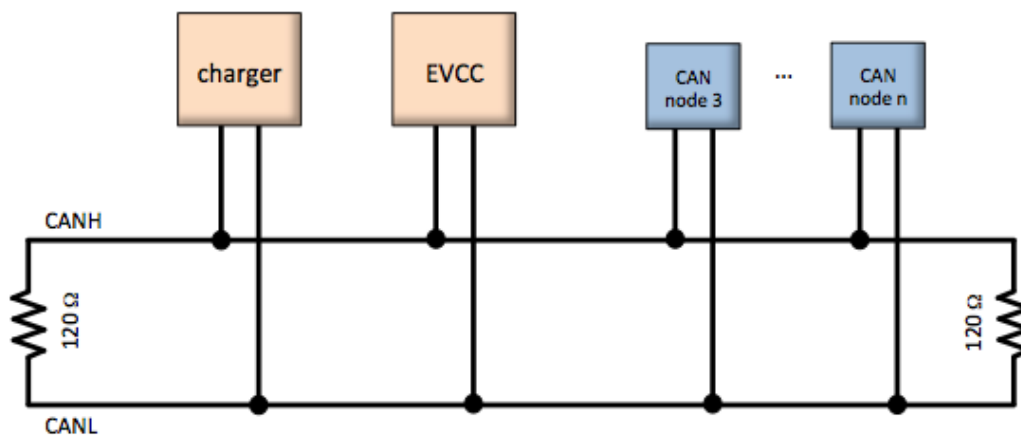 charger
EVCC
CAN
node 3
...
CAN
node n
CANH
120 Ω
120 Ω
CANL